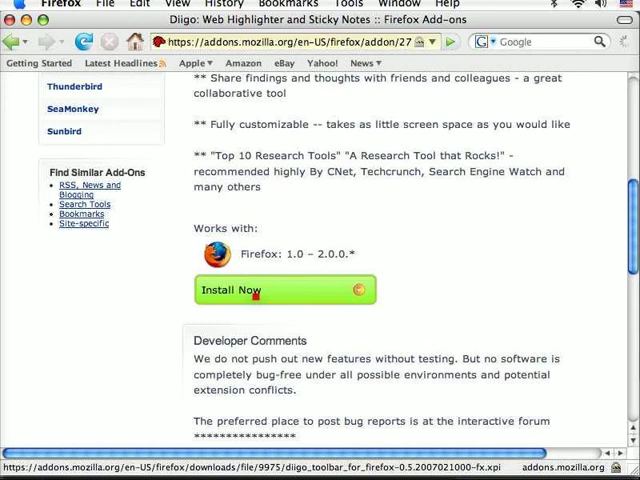 Firefox File Edit View History Bookmarks Tools Window Help
Diigo: Web Highlighter and Sticky Notes :: Firefox Add-ons
https://addons.mozilla.org/en-US/firefox/addon/27
Google
Getting Started Latest Headlines Apple Amazon eBay Yahoo! News
Thunderbird
SeaMonkey
Sunbird
Find Similar Add-Ons
RSS, News and
Blogging
Search Tools
Bookmarks
Site-specific
** Share findings and thoughts with friends and colleagues - a great
collaborative tool
** Fully customizable -- takes as little screen space as you would like
** "Top 10 Research Tools" "A Research Tool that Rocks!" -
recommended highly By CNet, Techcrunch, Search Engine Watch and
many others
Works with:
Firefox: 1.0 – 2.0.0.*
Install Now
Developer Comments
We do not push out new features without testing. But no software is
completely bug-free under all possible environments and potential
extension conflicts.
The preferred place to post bug reports is at the interactive forum
****************
https://addons.mozilla.org/en-US/firefox/downloads/file/9975/diigo_toolbar_for_firefox-0.5.2007021000-fx.xpi addons.mozilla.org